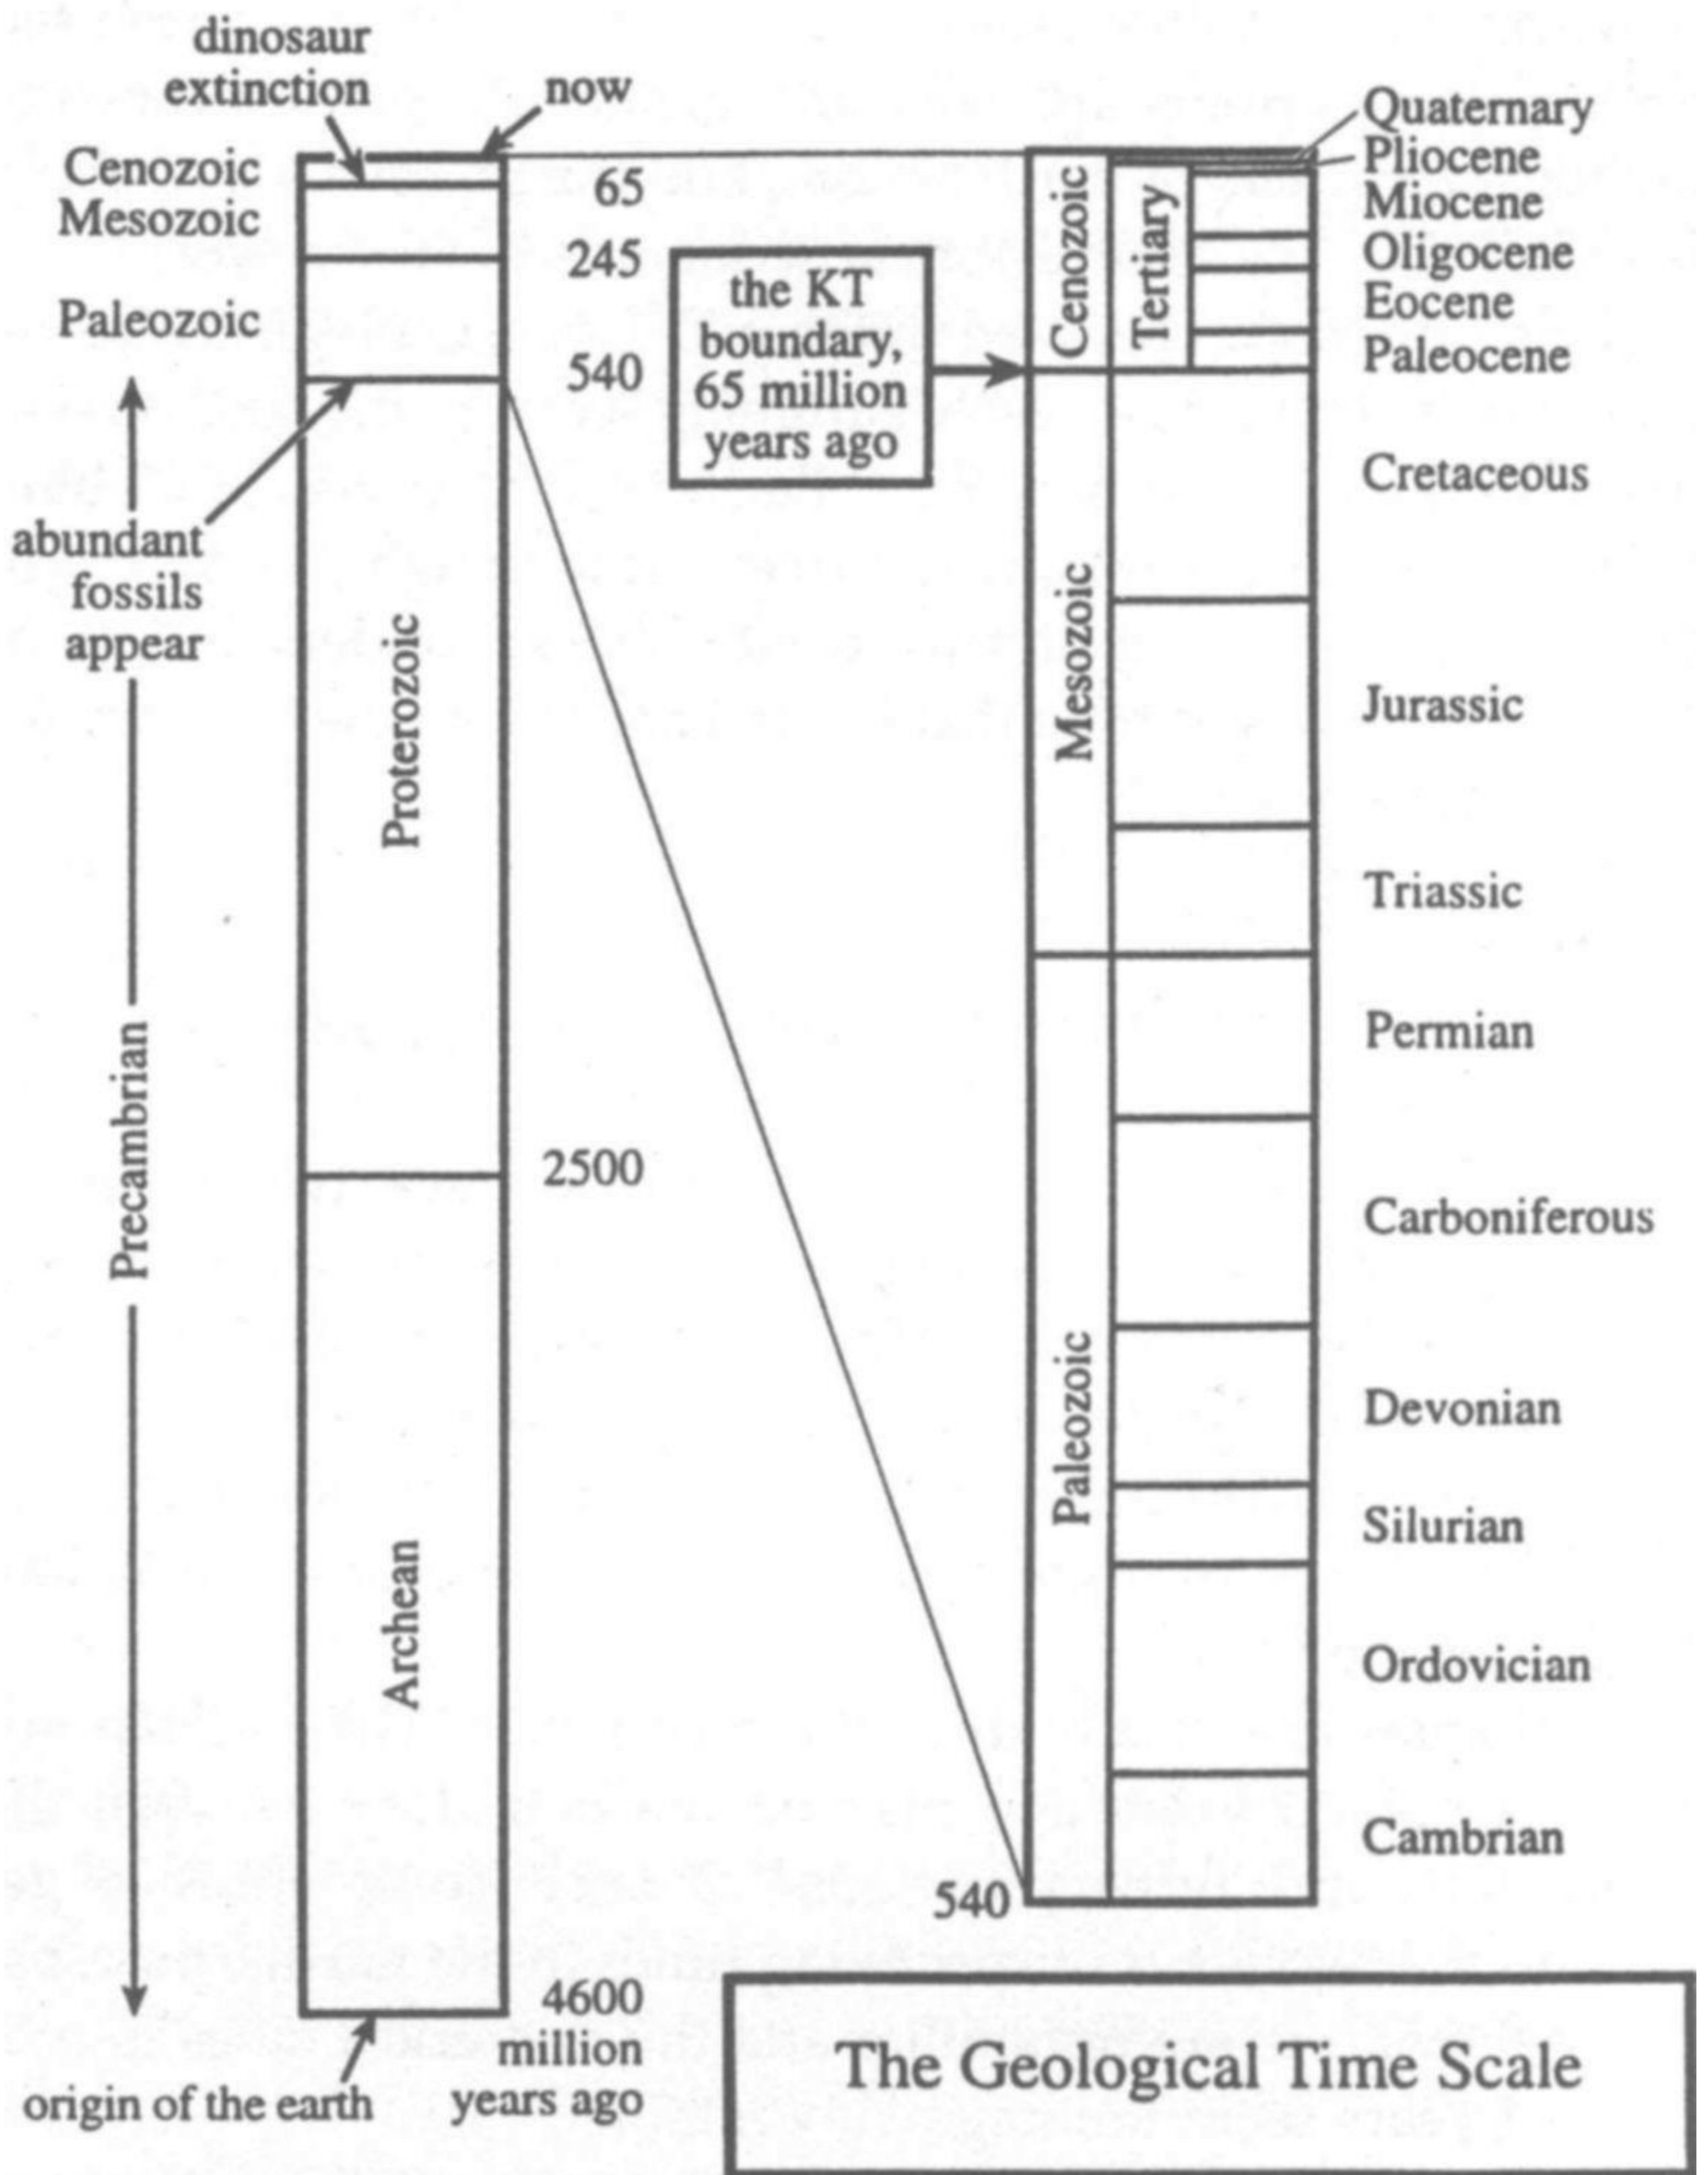 dinosaur
extinction
now
Cenozoic
Mesozoic
Paleozoic
65
245
540
abundant
fossils
appear
Precambrian
Proterozoic
2500
Archean
4600
million
years ago
origin of the earth
the KT
boundary,
65 million
years ago
Cenozoic
Tertiary
Mesozoic
Paleozoic
540
Quaternary
Pliocene
Miocene
Oligocene
Eocene
Paleocene
Cretaceous
Jurassic
Triassic
Permian
Carboniferous
Devonian
Silurian
Ordovician
Cambrian
The Geological Time Scale